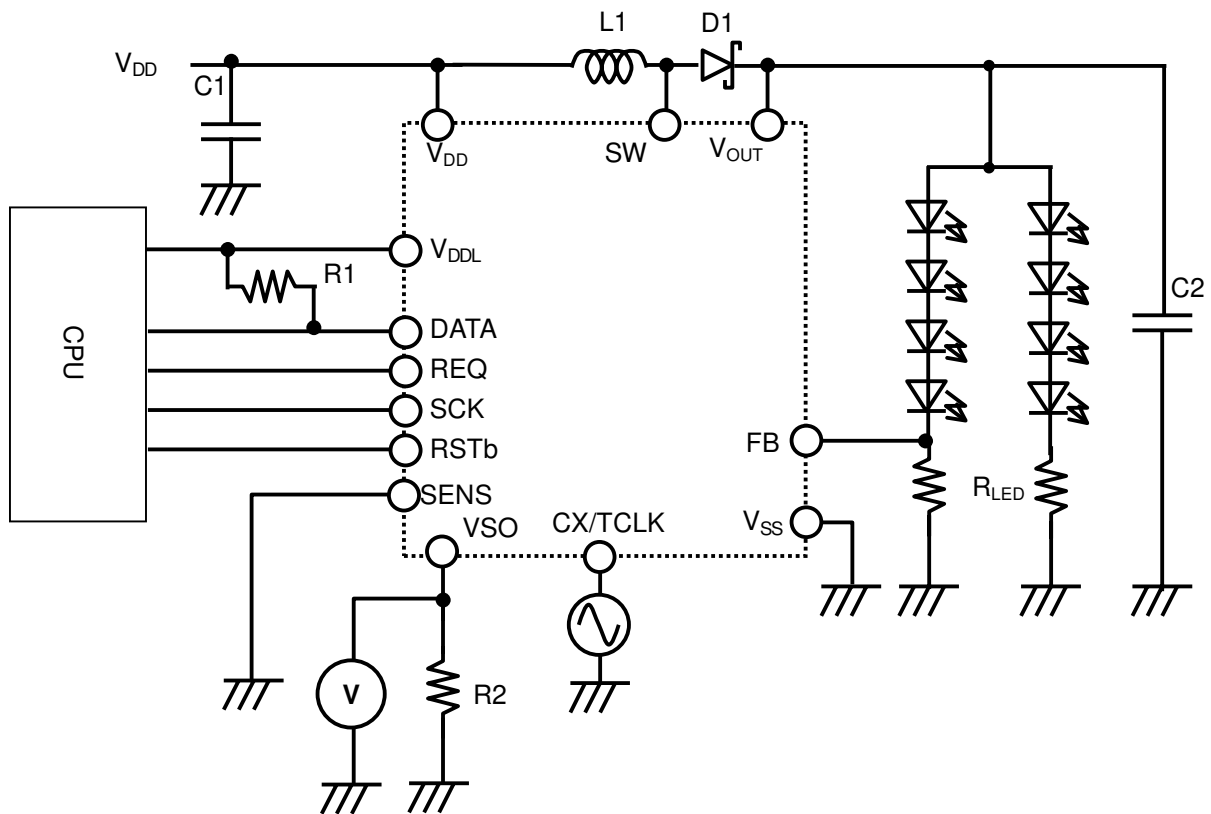 L1
D1
VDD
C1
VDD
SW
VOUT
VDDL
R1
C2
CPU
DATA
REQ
SCK
RSTb
FB
SENS
RLED
VSO
CX/TCLK
VSS
V
R2